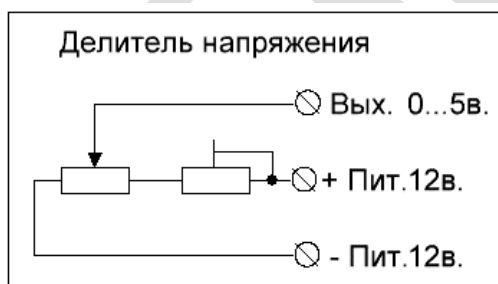 Делитель напряжения
Вых. 0...5в.
+ Пит.12в.
- Пит.12в.